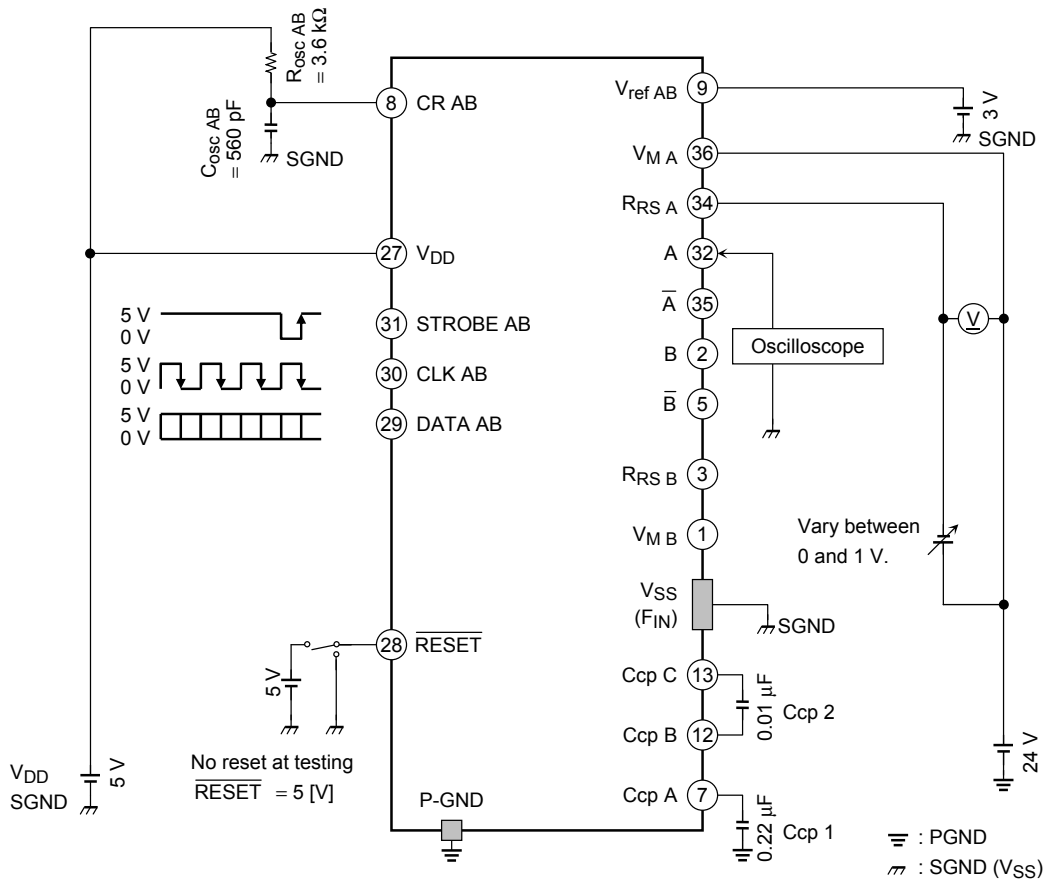 Rosc AB
= 3.6 kΩ
Cosc AB
= 560 pF
SGND
8 CR AB
27 VDD
5 V
0 V
31 STROBE AB
5 V
0 V
30 CLK AB
5 V
0 V
29 DATA AB
28 RESET
5 V
No reset at testing
RESET = 5 [V]
VDD
SGND
5 V
P-GND
Vref AB 9
3 V
SGND
VM A 36
RRS A 34
A 32
A 35
B 2
B 5
Oscilloscope
V
RRS B 3
VM B 1
Vary between
0 and 1 V.
VSS
(FIN)
SGND
Ccp C 13
0.01 μF
Ccp 2
Ccp B 12
Ccp A 7
0.22 μF
Ccp 1
24 V
: PGND
: SGND (VSS)